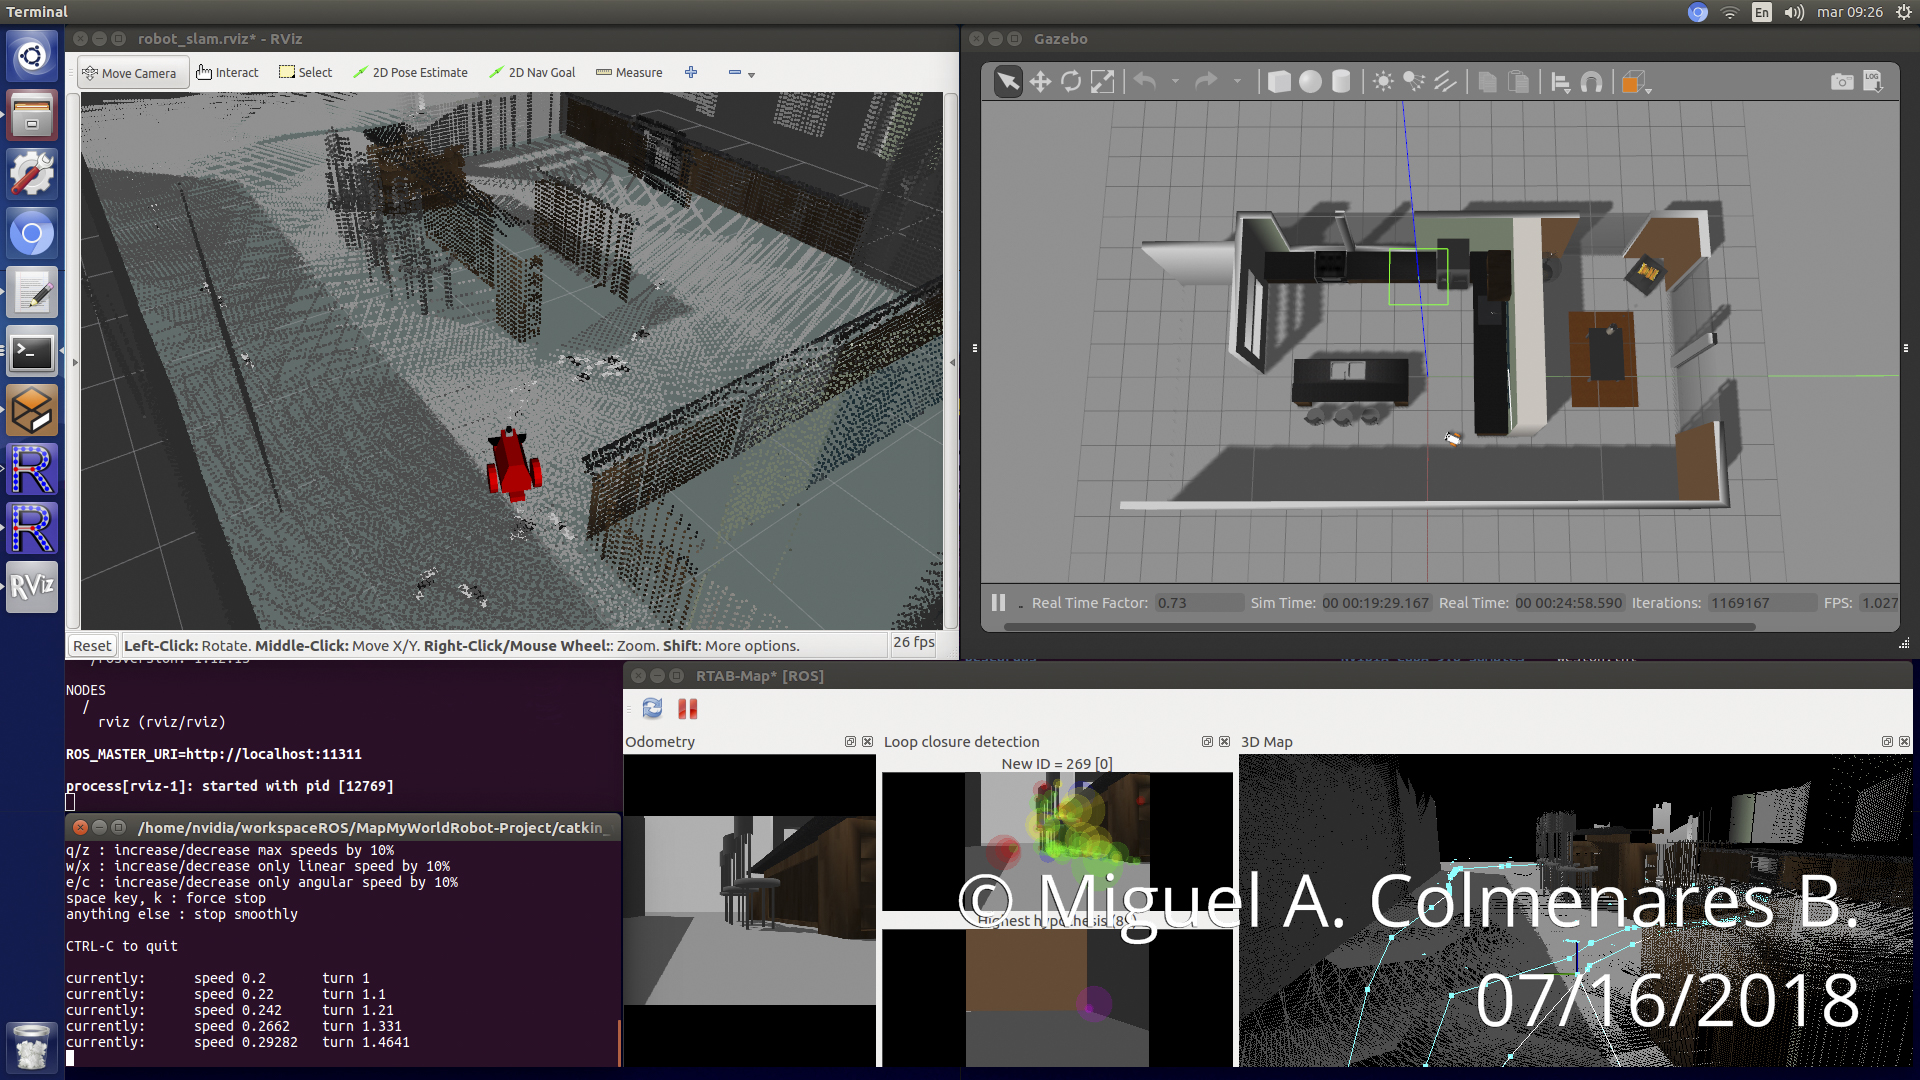 Terminal
En
mar 09:26
robot_slam.rviz* - RViz
Move Camera
Interact
Select
2D Pose Estimate
2D Nav Goal
Measure
Reset
Left-Click: Rotate. Middle-Click: Move X/Y. Right-Click/Mouse Wheel:: Zoom. Shift: More options.
26 fps
Gazebo
LOG
Real Time Factor: 0.73
Sim Time: 00 00:19:29.167
Real Time: 00 00:24:58.590
Iterations: 1169167
FPS: 1.027
RViz
NODES
/
rviz (rviz/rviz)
ROS_MASTER_URI=http://localhost:11311
process[rviz-1]: started with pid [12769]
/home/nvidia/workspaceROS/MapMyWorldRobot-Project/catkin_
q/z : increase/decrease max speeds by 10%
w/x : increase/decrease only linear speed by 10%
e/c : increase/decrease only angular speed by 10%
space key, k : force stop
anything else : stop smoothly
CTRL-C to quit
currently: speed 0.2 turn 1
currently: speed 0.22 turn 1.1
currently: speed 0.242 turn 1.21
currently: speed 0.2662 turn 1.331
currently: speed 0.29282 turn 1.4641
RTAB-Map* [ROS]
Odometry
Loop closure detection
New ID = 269 [0]
Highest hypothesis
3D Map
© Miguel A. Colmenares B.
07/16/2018